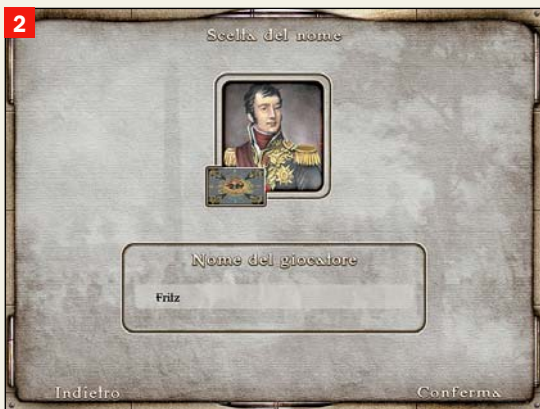 2
Scelta del nome
Nome del giocatore
Fritz
Indietro
Conferma